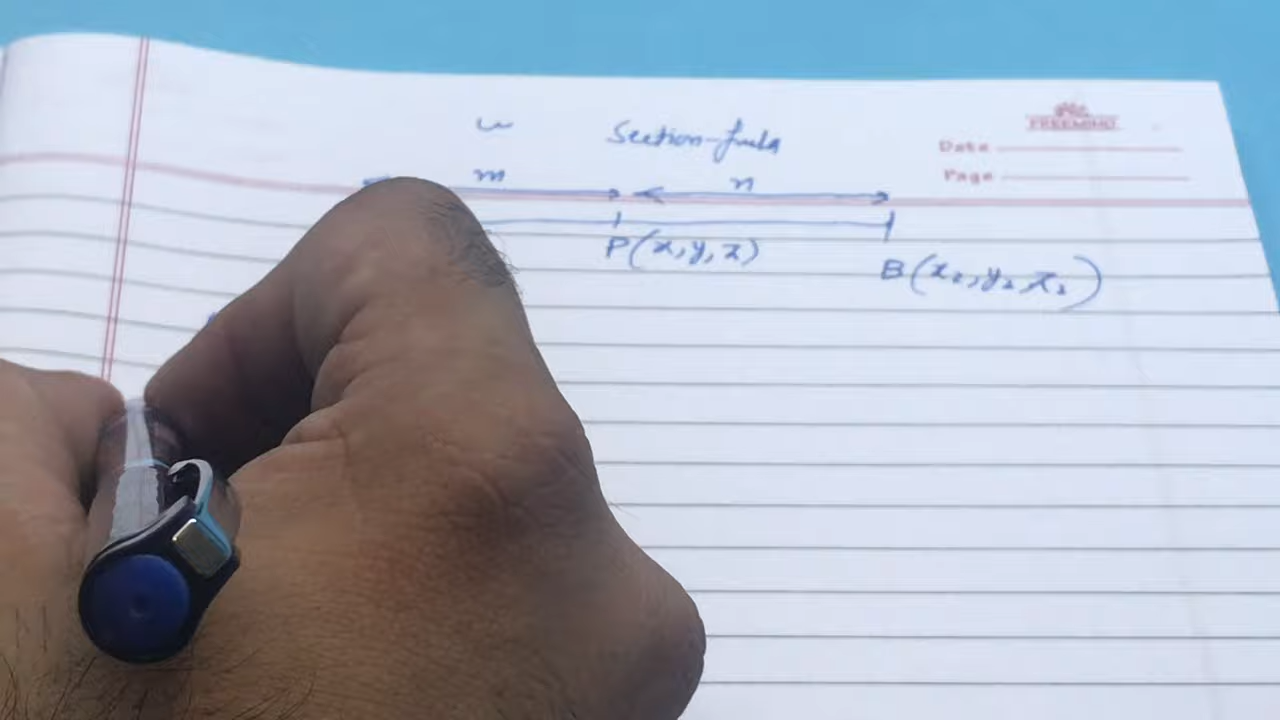 Section-fmla
Date
Page
m n
P(x,y,z)
B(x₂,y₂,z₂)